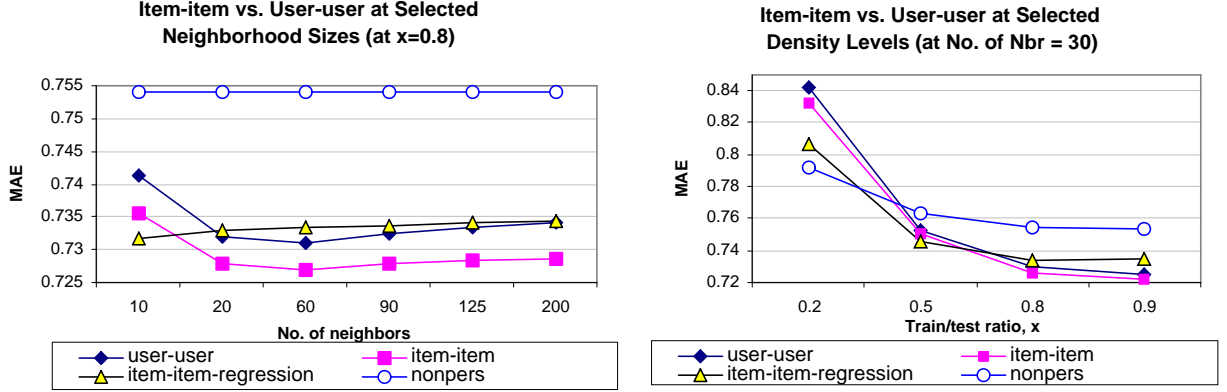 Item-item vs. User-user at Selected
Neighborhood Sizes (at x=0.8)
0.755
0.75
0.745
0.74
0.735
0.73
0.725
MAE
10 20 60 90 125 200
No. of neighbors
user-user item-item
item-item-regression nonpers
Item-item vs. User-user at Selected
Density Levels (at No. of Nbr = 30)
0.84
0.82
0.8
0.78
0.76
0.74
0.72
MAE
0.2 0.5 0.8 0.9
Train/test ratio, x
user-user item-item
item-item-regression nonpers